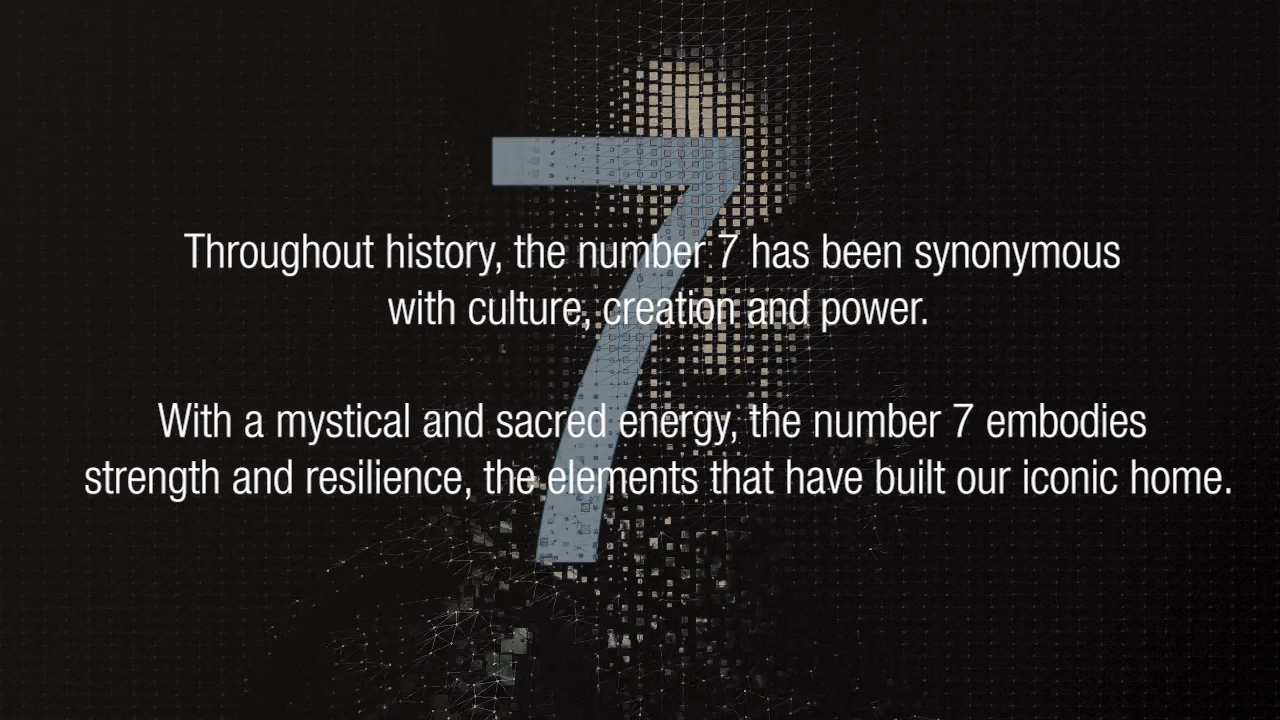 7
Throughout history, the number 7 has been synonymous
with culture, creation and power.
With a mystical and sacred energy, the number 7 embodies
strength and resilience, the elements that have built our iconic home.